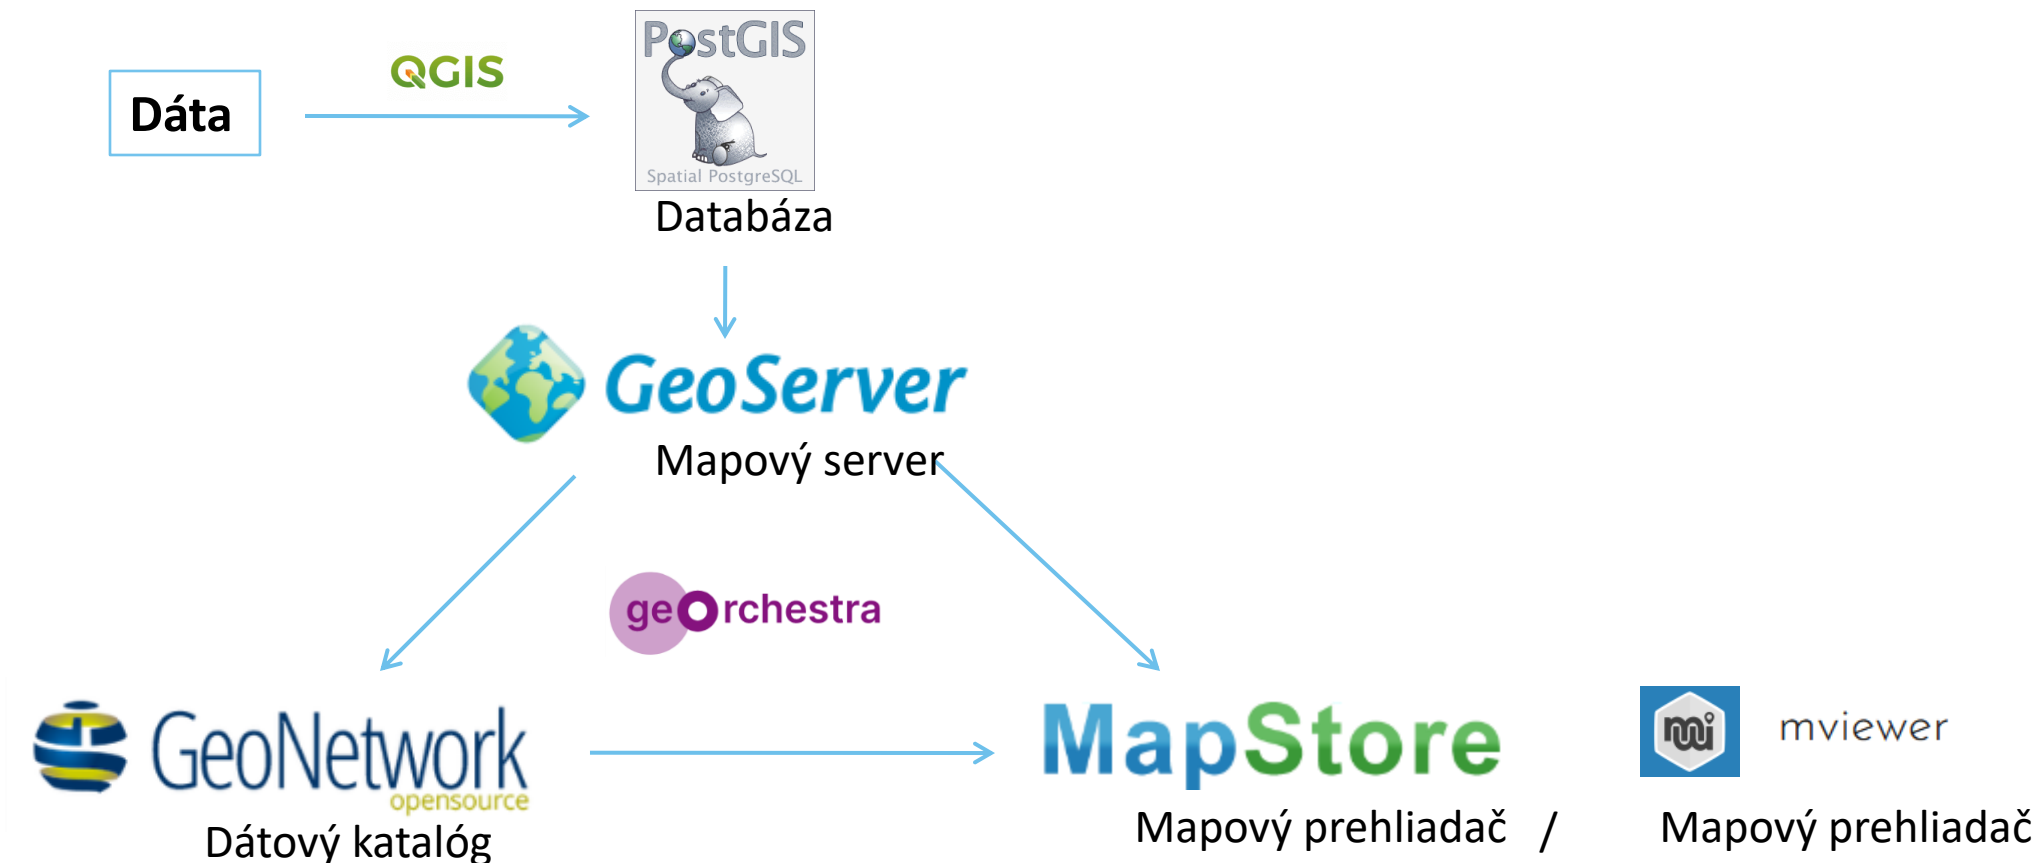 Dáta
QGIS
PostGIS
Spatial PostgreSQL
Databáza
GeoServer
Mapový server
geOrchestra
GeoNetwork
opensource
Dátový katalóg
MapStore
Mapový prehliadač /
mi
mviewer
Mapový prehliadač